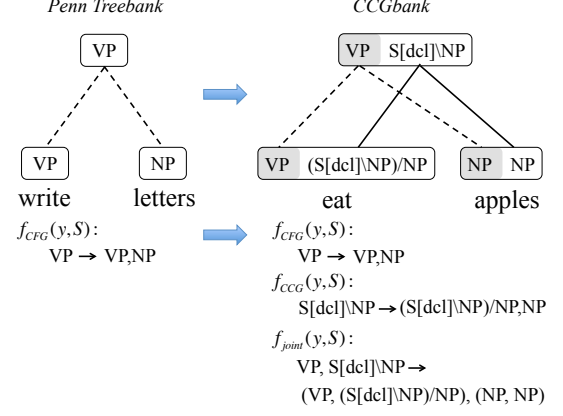 Penn Treebank
CCGbank
VP
VP S[dcl]\NP
VP
NP
VP (S[dcl]\NP)/NP
NP NP
write
letters
eat
apples
f_CFG(y,S):
VP → VP,NP
f_CFG(y,S):
VP → VP,NP
f_CCG(y,S):
S[dcl]\NP → (S[dcl]\NP)/NP,NP
f_joint(y,S):
VP, S[dcl]\NP →
(VP, (S[dcl]\NP)/NP), (NP, NP)